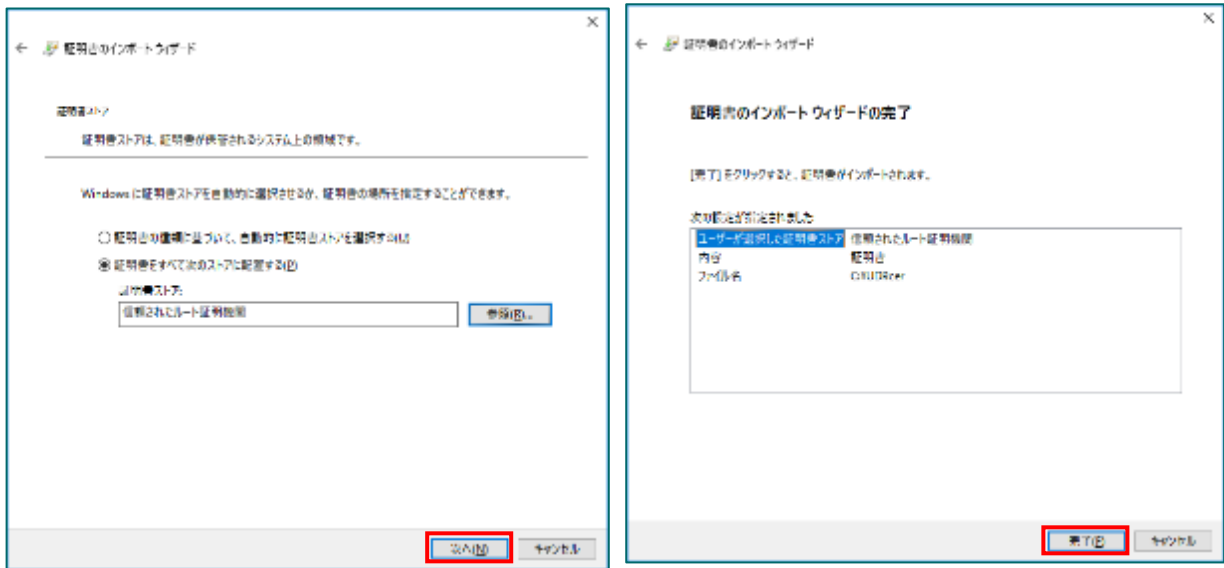 証明書のインポート ウィザード
証明書ストア
証明書ストアは、証明書が保管されるシステム上の領域です。
Windows に証明書ストアを自動的に選択させるか、証明書の場所を指定することができます。
証明書の種類に基づいて、自動的に証明書ストアを選択する(U)
証明書をすべて次のストアに配置する(P)
証明書ストア:
信頼されたルート証明機関
参照(R)...
次へ(N)
キャンセル
証明書のインポート ウィザード
証明書のインポート ウィザードの完了
[完了] をクリックすると、証明書がインポートされます。
次の設定が指定されました
ユーザーが選択した証明書ストア 信頼されたルート証明機関
内容 証明書
ファイル名
完了(F)
キャンセル